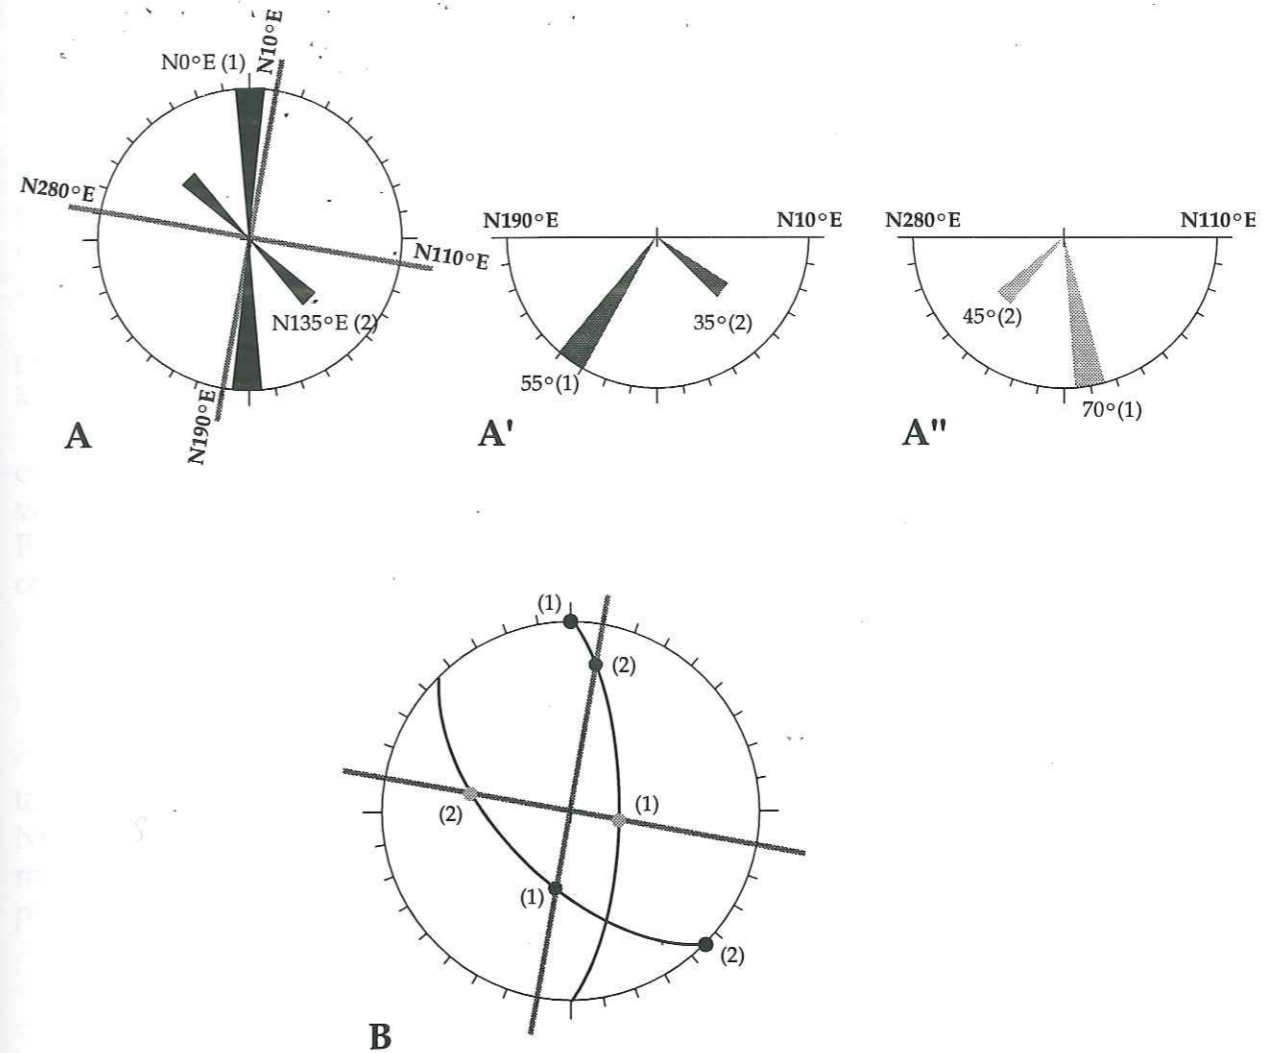 N0°E (1)
N10°E
N280°E
N110°E
N135°E (2)
N190°E
A
N190°E
N10°E
35°(2)
55°(1)
A'
N280°E
N110°E
45°(2)
70°(1)
A"
(1)
(2)
(1)
(2)
(1)
(2)
B